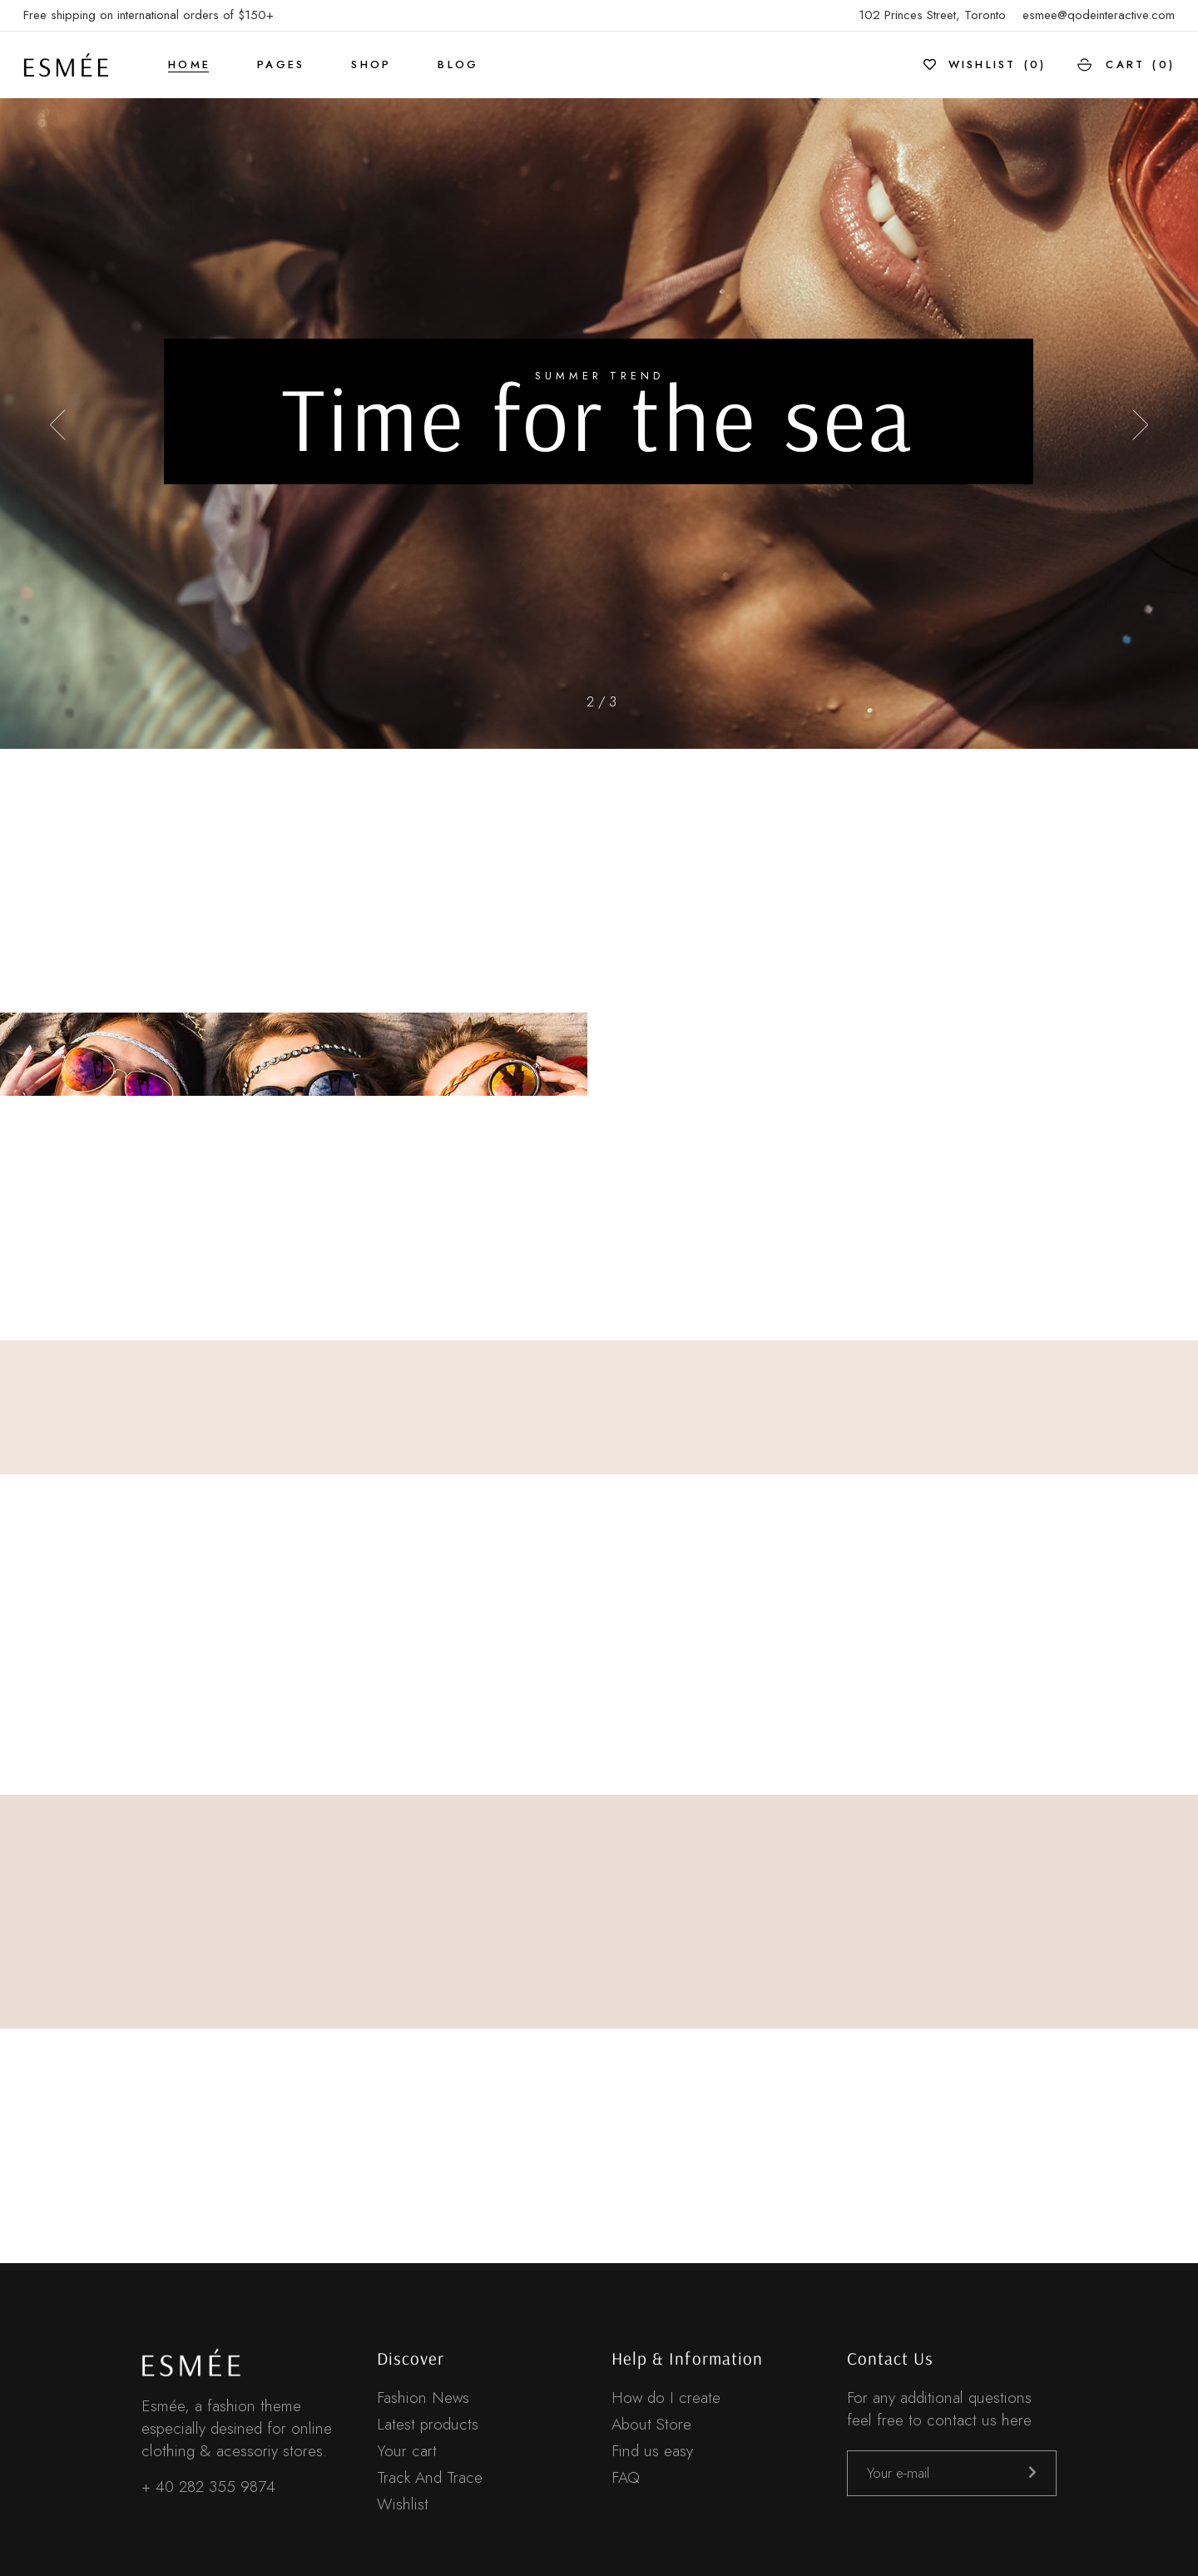 Free shipping on international orders of $150+
102 Princes Street, Toronto esmee@qodeinteractive.com
ESMÉE HOME PAGES SHOP BLOG WISHLIST (0) CART (0)
SUMMER TREND
Time for the sea
2 / 3
ESMÉE
Esmée, a fashion theme
especially desined for online
clothing & acessoriy stores.
+ 40 282 355 9874
Discover
Fashion News
Latest products
Your cart
Track And Trace
Wishlist
Help & Information
How do I create
About Store
Find us easy
FAQ
Contact Us
For any additional questions
feel free to contact us here
Your e-mail